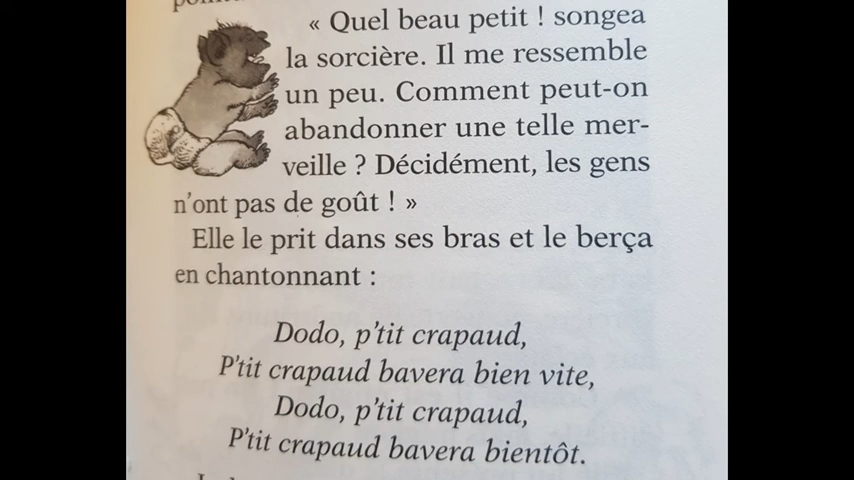 « Quel beau petit ! songea
la sorcière. Il me ressemble
un peu. Comment peut-on
abandonner une telle mer-
veille ? Décidément, les gens
n'ont pas de goût ! »
Elle le prit dans ses bras et le berça
en chantonnant :
Dodo, p'tit crapaud,
P'tit crapaud bavera bien vite,
Dodo, p'tit crapaud,
P'tit crapaud bavera bientôt.